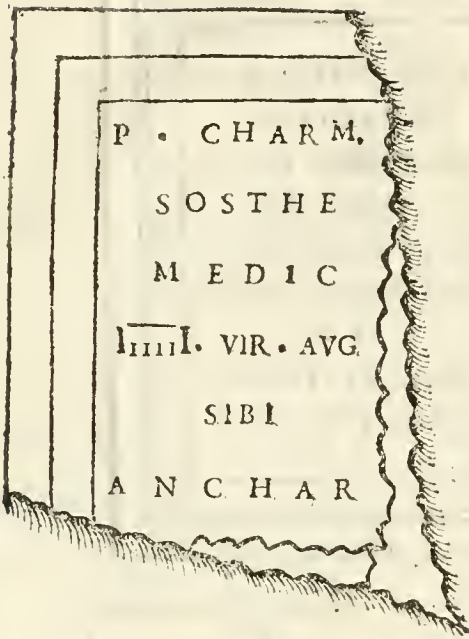 P • CHARM.
SOSTHE
MEDIC
IIIIII. VIR • AVG.
SIBI
ANCHAR